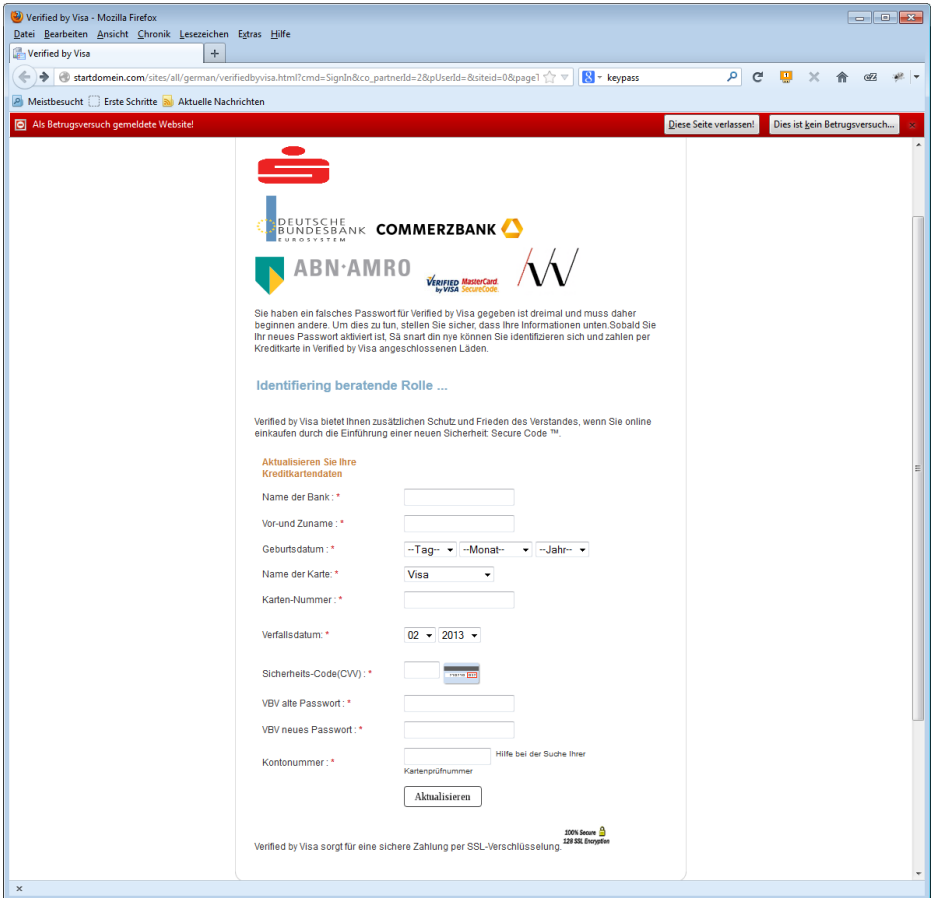 Verified by Visa - Mozilla Firefox
Datei Bearbeiten Ansicht Chronik Lesezeichen Extras Hilfe
Verified by Visa +
startdomein.com/sites/all/german/verifiedbyvisa.html?cmd=SignIn&co_partnerId=2&pUserId=&siteid=0&pageT
keypass
Meistbesucht Erste Schritte Aktuelle Nachrichten
Als Betrugsversuch gemeldete Website! Diese Seite verlassen! Dies ist kein Betrugsversuch...
DEUTSCHE
BUNDESBANK
EUROSYSTEM
COMMERZBANK
ABN·AMRO
VERIFIED by VISA
MasterCard. SecureCode.
Sie haben ein falsches Passwort für Verified by Visa gegeben ist dreimal und muss daher
beginnen andere. Um dies zu tun, stellen Sie sicher, dass Ihre Informationen unten.Sobald Sie
Ihr neues Passwort aktiviert ist, Så snart din nye können Sie identifizieren sich und zahlen per
Kreditkarte in Verified by Visa angeschlossenen Läden.
Identifiering beratende Rolle ...
Verified by Visa bietet Ihnen zusätzlichen Schutz und Frieden des Verstandes, wenn Sie online
einkaufen durch die Einführung einer neuen Sicherheit: Secure Code ™.
Aktualisieren Sie Ihre
Kreditkartendaten
Name der Bank : *
Vor-und Zuname : *
Geburtsdatum : * --Tag-- --Monat-- --Jahr--
Name der Karte: * Visa
Karten-Nummer : *
Verfallsdatum: * 02 2013
Sicherheits-Code(CVV) : *
VBV alte Passwort : *
VBV neues Passwort : *
Kontonummer : * Hilfe bei der Suche Ihrer
Kartenprüfnummer
Aktualisieren
100% Secure
128 SSL Encryption
Verified by Visa sorgt für eine sichere Zahlung per SSL-Verschlüsselung.